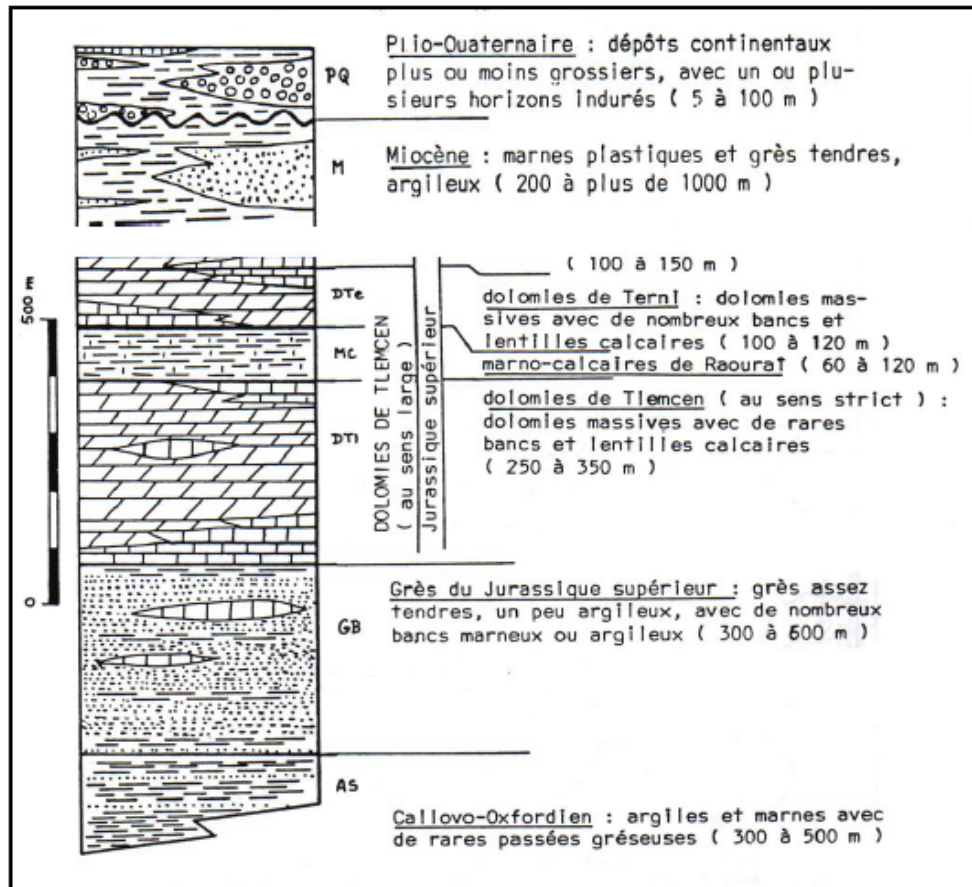 Plio-Quaternaire : dépôts continentaux
plus ou moins grossiers, avec un ou plu-
sieurs horizons indurés ( 5 à 100 m )
PQ
Miocène : marnes plastiques et grès tendres,
argileux ( 200 à plus de 1000 m )
M
( 100 à 150 m )
dolomies de Terni : dolomies mas-
sives avec de nombreux bancs et
lentilles calcaires ( 100 à 120 m )
marno-calcaires de Raouraï ( 60 à 120 m )
dolomies de Tlemcen ( au sens strict ) :
dolomies massives avec de rares
bancs et lentilles calcaires
( 250 à 350 m )
DTe
MC
DTl
DOLOMIES DE TLEMCEN
( au sens large )
Jurassique supérieur
m
500
0
Grès du Jurassique supérieur : grès assez
tendres, un peu argileux, avec de nombreux
bancs marneux ou argileux ( 300 à 600 m )
GB
AS
Callovo-Oxfordien : argiles et marnes avec
de rares passées gréseuses ( 300 à 500 m )